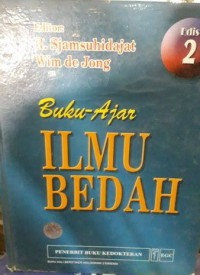 Editor:
R. Sjamsuhidajat
Wim de Jong
Edisi
2
Buku-Ajar
ILMU
BEDAH
PENERBIT BUKU KEDOKTERAN
EGC